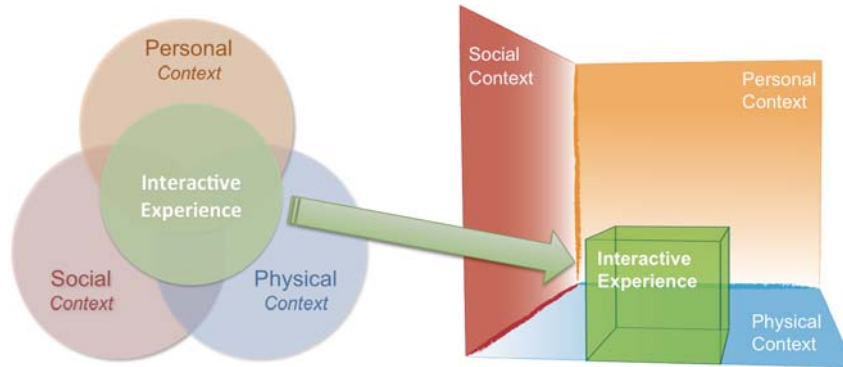 Personal
Context
Interactive
Experience
Social
Context
Physical
Context
Social
Context
Personal
Context
Interactive
Experience
Physical
Context